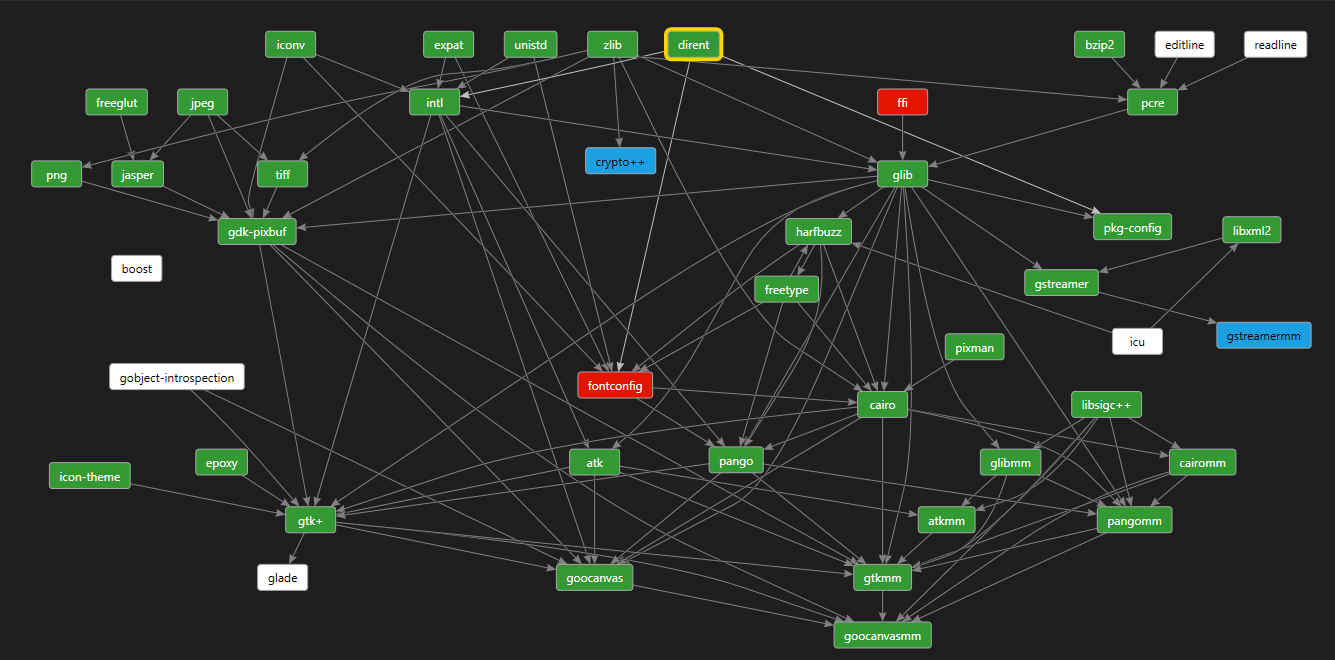 iconv
expat
unistd
zlib
dirent
bzip2
editline
readline
freeglut
jpeg
intl
ffi
pcre
crypto++
png
jasper
tiff
glib
gdk-pixbuf
harfbuzz
pkg-config
libxml2
boost
freetype
gstreamer
icu
gstreamermm
pixman
gobject-introspection
fontconfig
cairo
libsigc++
icon-theme
epoxy
atk
pango
glibmm
cairomm
gtk+
atkmm
pangomm
glade
goocanvas
gtkmm
goocanvasmm